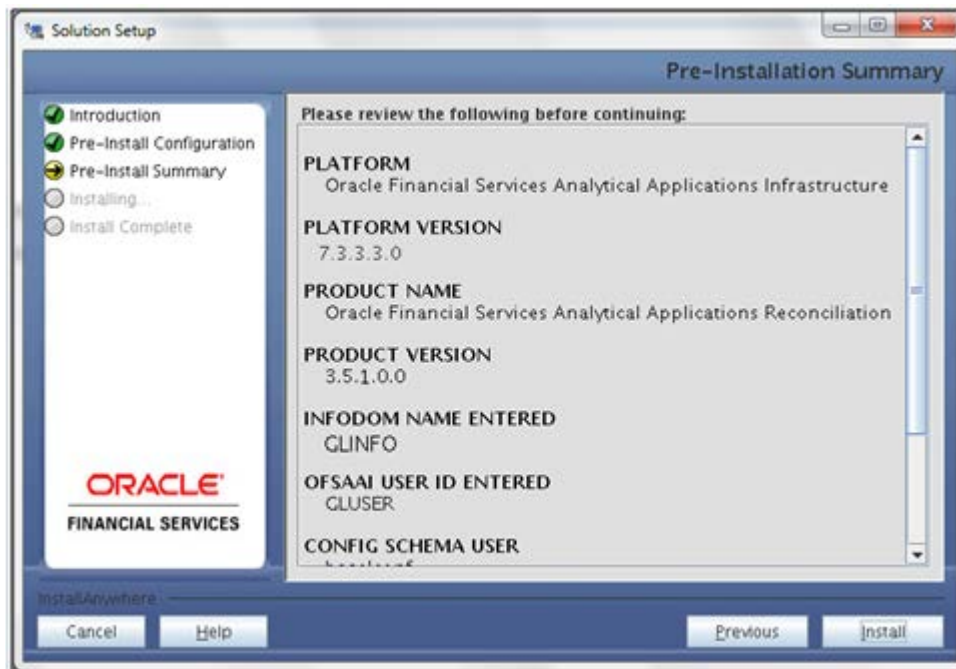 Solution Setup
Pre-Installation Summary
Introduction
Pre-Install Configuration
Pre-Install Summary
Installing...
Install Complete
ORACLE
FINANCIAL SERVICES
Please review the following before continuing:
PLATFORM
Oracle Financial Services Analytical Applications Infrastructure
PLATFORM VERSION
7.3.3.3.0
PRODUCT NAME
Oracle Financial Services Analytical Applications Reconciliation
PRODUCT VERSION
3.5.1.0.0
INFODOM NAME ENTERED
GLINFO
OFSAAI USER ID ENTERED
GLUSER
CONFIG SCHEMA USER
InstallAnywhere
Cancel
Help
Previous
Install